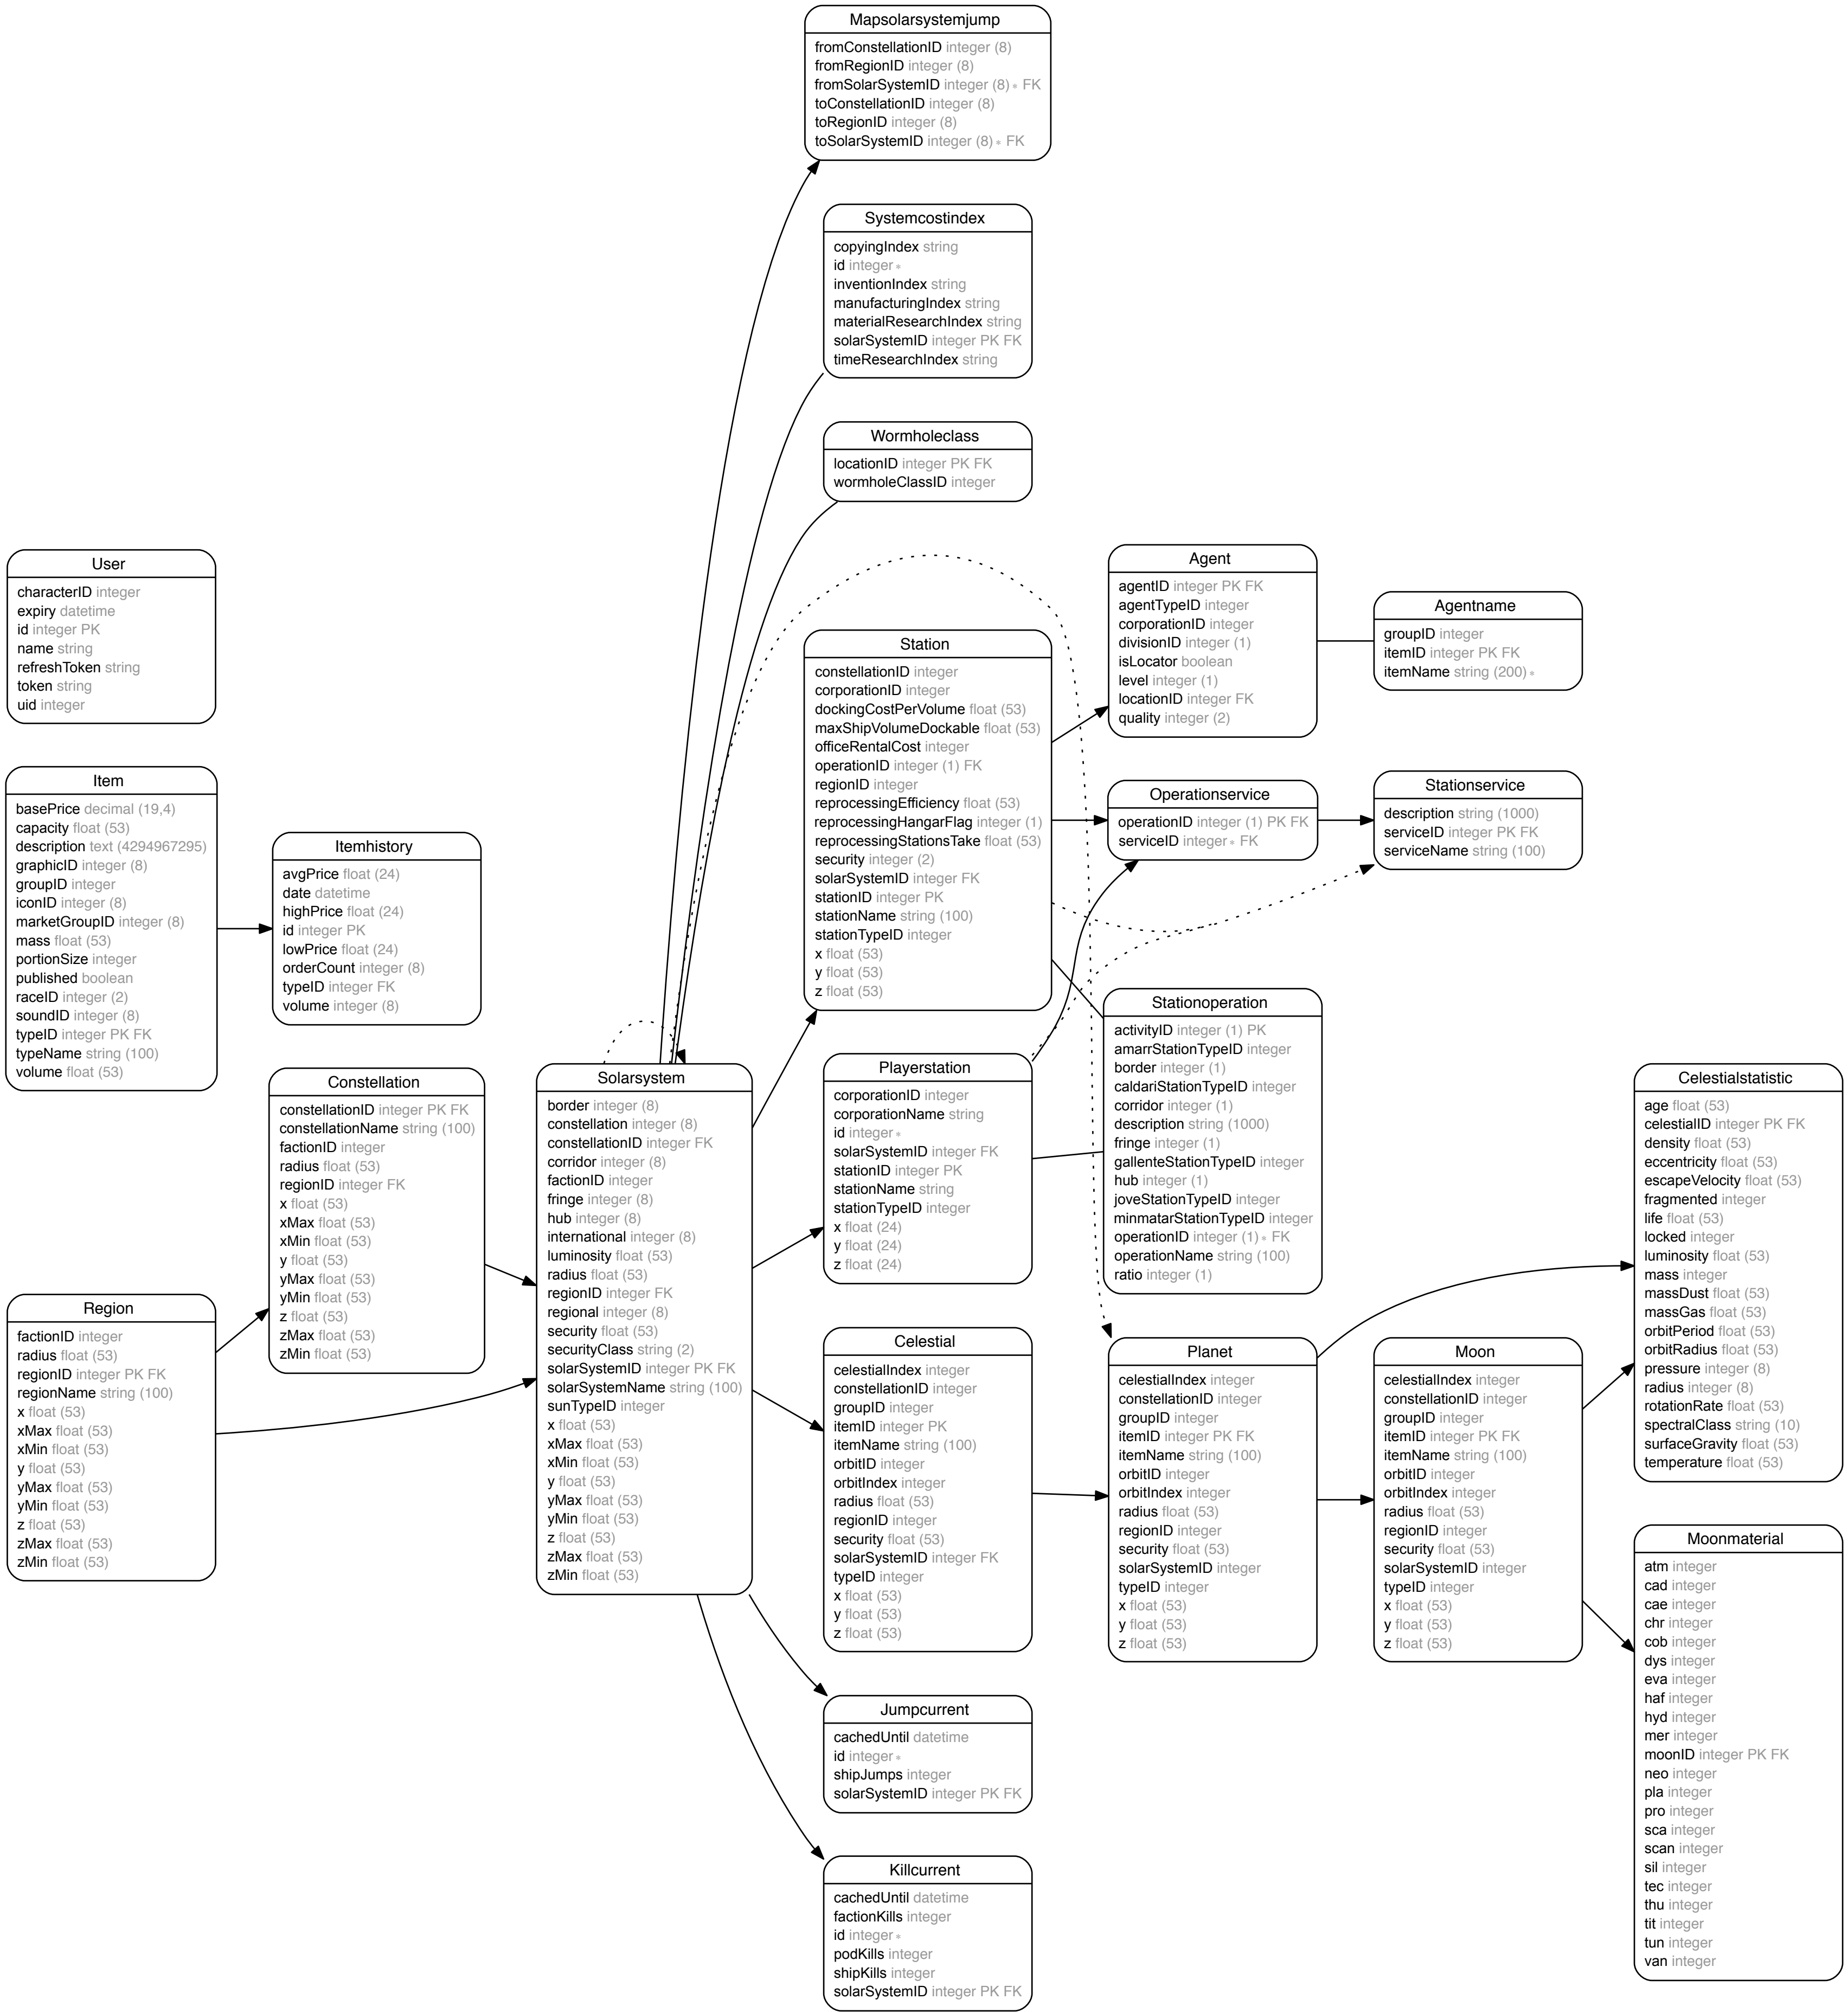 Mapsolarsystemjump
fromConstellationID integer (8)
fromRegionID integer (8)
fromSolarSystemID integer (8) ∗ FK
toConstellationID integer (8)
toRegionID integer (8)
toSolarSystemID integer (8) ∗ FK
Systemcostindex
copyingIndex string
id integer ∗
inventionIndex string
manufacturingIndex string
materialResearchIndex string
solarSystemID integer PK FK
timeResearchIndex string
Wormholeclass
locationID integer PK FK
wormholeClassID integer
User
characterID integer
expiry datetime
id integer PK
name string
refreshToken string
token string
uid integer
Item
basePrice decimal (19,4)
capacity float (53)
description text (4294967295)
graphicID integer (8)
groupID integer
iconID integer (8)
marketGroupID integer (8)
mass float (53)
portionSize integer
published boolean
raceID integer (2)
soundID integer (8)
typeID integer PK FK
typeName string (100)
volume float (53)
Itemhistory
avgPrice float (24)
date datetime
highPrice float (24)
id integer PK
lowPrice float (24)
orderCount integer (8)
typeID integer FK
volume integer (8)
Station
constellationID integer
corporationID integer
dockingCostPerVolume float (53)
maxShipVolumeDockable float (53)
officeRentalCost integer
operationID integer (1) FK
regionID integer
reprocessingEfficiency float (53)
reprocessingHangarFlag integer (1)
reprocessingStationsTake float (53)
security integer (2)
solarSystemID integer FK
stationID integer PK
stationName string (100)
stationTypeID integer
x float (53)
y float (53)
z float (53)
Agent
agentID integer PK FK
agentTypeID integer
corporationID integer
divisionID integer (1)
isLocator boolean
level integer (1)
locationID integer FK
quality integer (2)
Agentname
groupID integer
itemID integer PK FK
itemName string (200) ∗
Operationservice
operationID integer (1) PK FK
serviceID integer ∗ FK
Stationservice
description string (1000)
serviceID integer PK FK
serviceName string (100)
Stationoperation
activityID integer (1) PK
amarrStationTypeID integer
border integer (1)
caldariStationTypeID integer
corridor integer (1)
description string (1000)
fringe integer (1)
gallenteStationTypeID integer
hub integer (1)
joveStationTypeID integer
minmatarStationTypeID integer
operationID integer (1) ∗ FK
operationName string (100)
ratio integer (1)
Playerstation
corporationID integer
corporationName string
id integer ∗
solarSystemID integer FK
stationID integer PK
stationName string
stationTypeID integer
x float (24)
y float (24)
z float (24)
Constellation
constellationID integer PK FK
constellationName string (100)
factionID integer
radius float (53)
regionID integer FK
x float (53)
xMax float (53)
xMin float (53)
y float (53)
yMax float (53)
yMin float (53)
z float (53)
zMax float (53)
zMin float (53)
Region
factionID integer
radius float (53)
regionID integer PK FK
regionName string (100)
x float (53)
xMax float (53)
xMin float (53)
y float (53)
yMax float (53)
yMin float (53)
z float (53)
zMax float (53)
zMin float (53)
Solarsystem
border integer (8)
constellation integer (8)
constellationID integer FK
corridor integer (8)
factionID integer
fringe integer (8)
hub integer (8)
international integer (8)
luminosity float (53)
radius float (53)
regionID integer FK
regional integer (8)
security float (53)
securityClass string (2)
solarSystemID integer PK FK
solarSystemName string (100)
sunTypeID integer
x float (53)
xMax float (53)
xMin float (53)
y float (53)
yMax float (53)
yMin float (53)
z float (53)
zMax float (53)
zMin float (53)
Celestial
celestialIndex integer
constellationID integer
groupID integer
itemID integer PK
itemName string (100)
orbitID integer
orbitIndex integer
radius float (53)
regionID integer
security float (53)
solarSystemID integer FK
typeID integer
x float (53)
y float (53)
z float (53)
Planet
celestialIndex integer
constellationID integer
groupID integer
itemID integer PK FK
itemName string (100)
orbitID integer
orbitIndex integer
radius float (53)
regionID integer
security float (53)
solarSystemID integer
typeID integer
x float (53)
y float (53)
z float (53)
Moon
celestialIndex integer
constellationID integer
groupID integer
itemID integer PK FK
itemName string (100)
orbitID integer
orbitIndex integer
radius float (53)
regionID integer
security float (53)
solarSystemID integer
typeID integer
x float (53)
y float (53)
z float (53)
Celestialstatistic
age float (53)
celestialID integer PK FK
density float (53)
eccentricity float (53)
escapeVelocity float (53)
fragmented integer
life float (53)
locked integer
luminosity float (53)
mass integer
massDust float (53)
massGas float (53)
orbitPeriod float (53)
orbitRadius float (53)
pressure integer (8)
radius integer (8)
rotationRate float (53)
spectralClass string (10)
surfaceGravity float (53)
temperature float (53)
Moonmaterial
atm integer
cad integer
cae integer
chr integer
cob integer
dys integer
eva integer
haf integer
hyd integer
mer integer
moonID integer PK FK
neo integer
pla integer
pro integer
sca integer
scan integer
sil integer
tec integer
thu integer
tit integer
tun integer
van integer
Jumpcurrent
cachedUntil datetime
id integer ∗
shipJumps integer
solarSystemID integer PK FK
Killcurrent
cachedUntil datetime
factionKills integer
id integer ∗
podKills integer
shipKills integer
solarSystemID integer PK FK